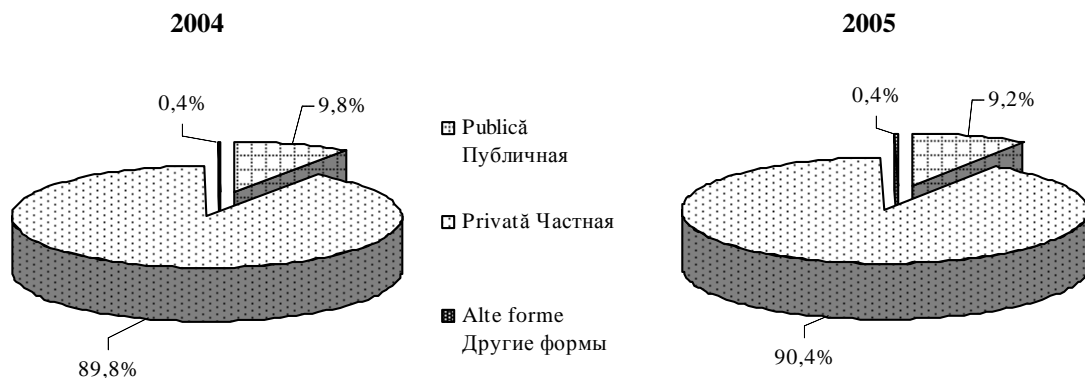 2004
0,4%
9,8%
89,8%
Publică
Публичная
Privată Частная
Alte forme
Другие формы
2005
0,4%
9,2%
90,4%